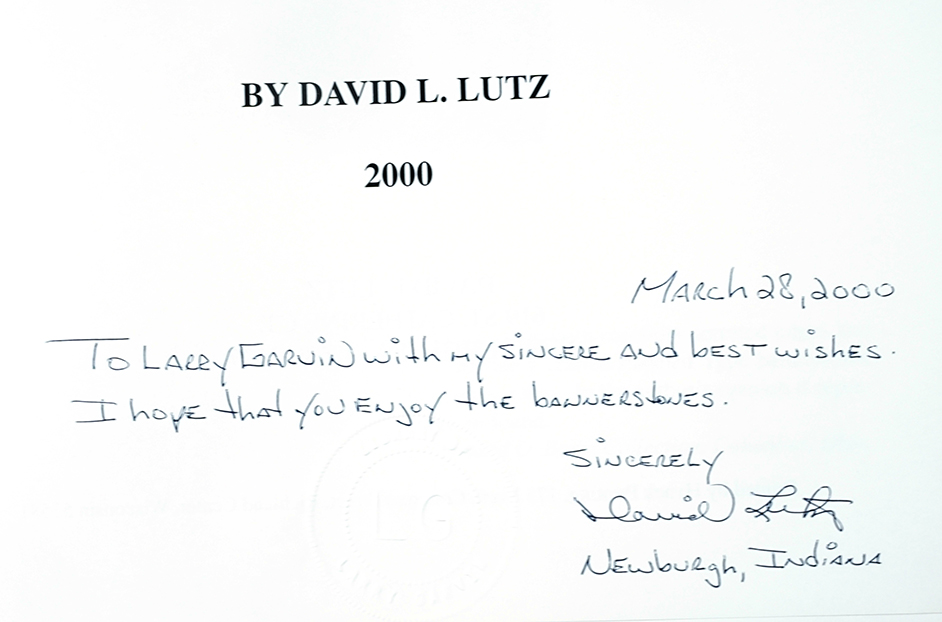 BY DAVID L. LUTZ
2000
March 28, 2000
To Larry Garvin with my sincere and best wishes.
I hope that you enjoy the bannerstones.
Sincerely
David Lutz
Newburgh, Indiana
LG